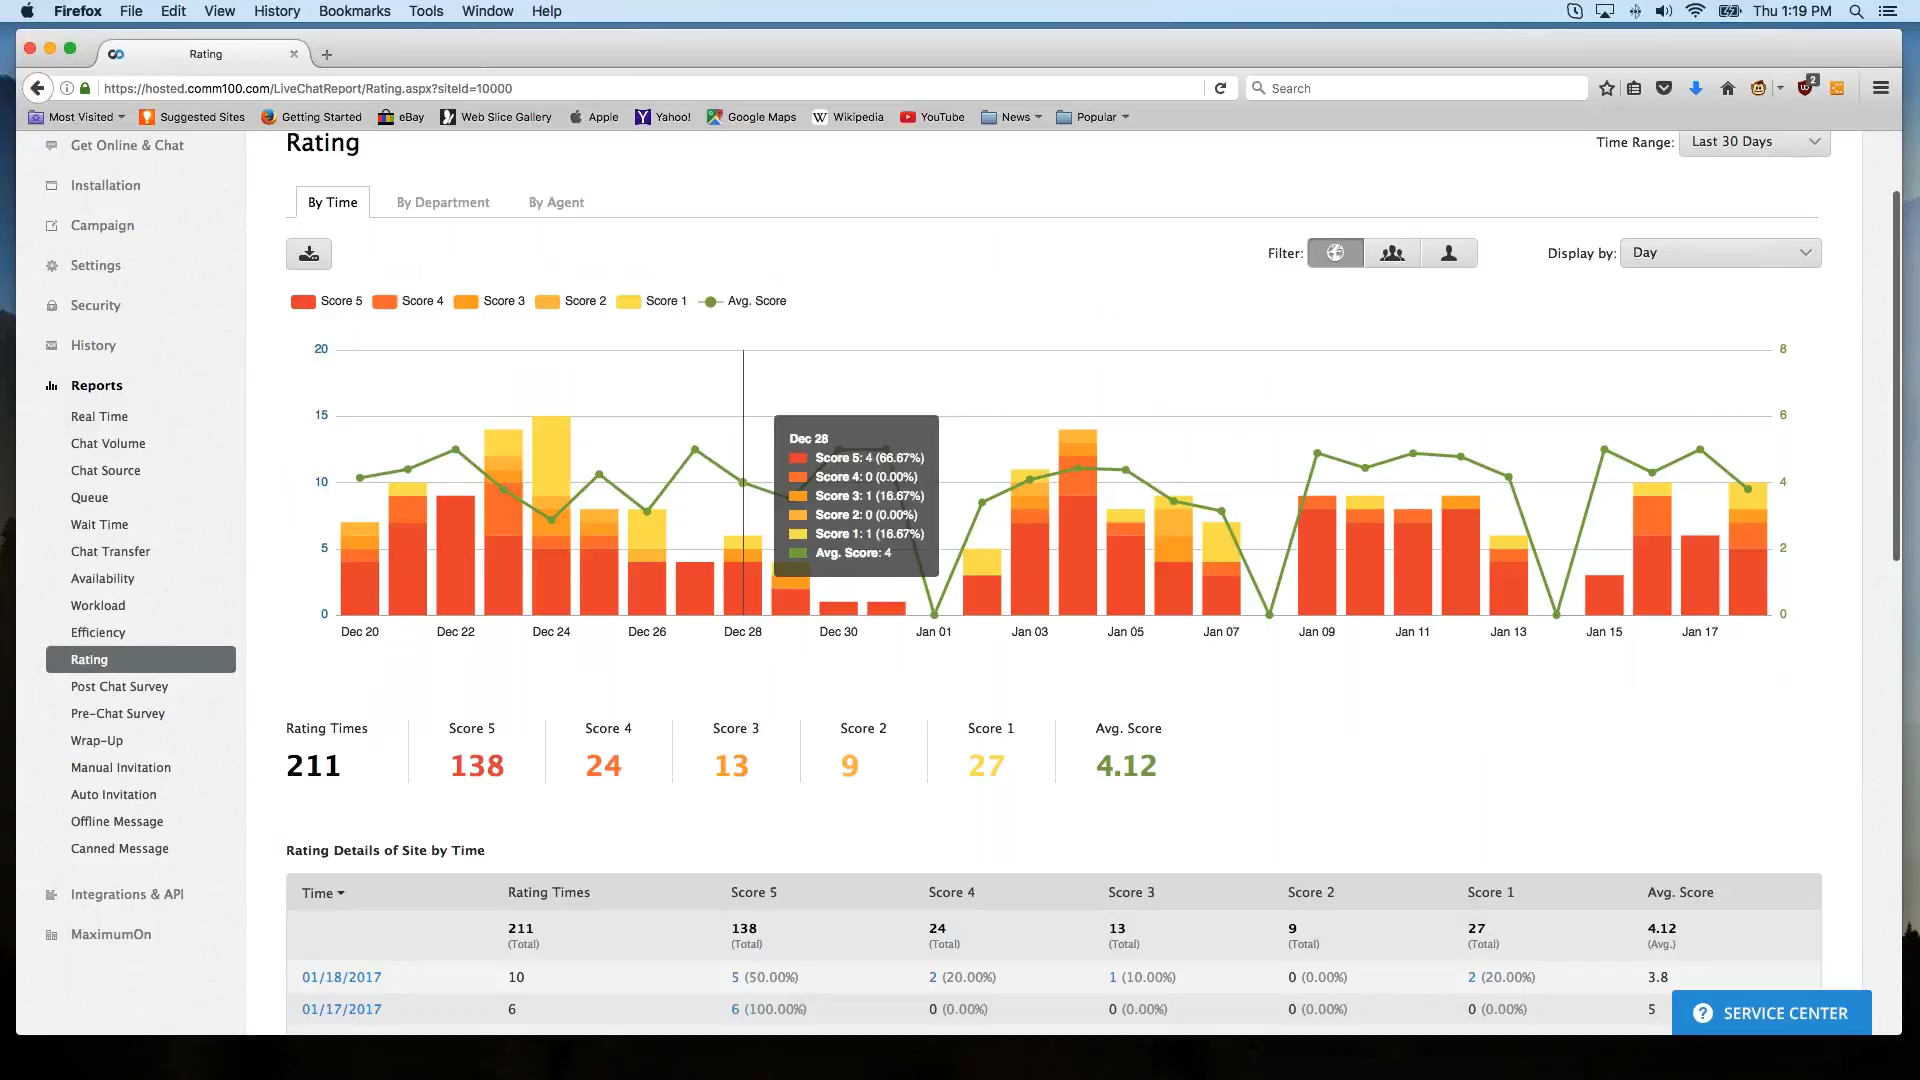 Firefox File Edit View History Bookmarks Tools Window Help Thu 1:19 PM
Rating
https://hosted.comm100.com/LiveChatReport/Rating.aspx?siteId=10000 Search 2
Most Visited Suggested Sites Getting Started eBay Web Slice Gallery Apple Yahoo! Google Maps Wikipedia YouTube News Popular
Get Online & Chat
Installation
Campaign
Settings
Security
History
Reports
Real Time
Chat Volume
Chat Source
Queue
Wait Time
Chat Transfer
Availability
Workload
Efficiency
Rating
Post Chat Survey
Pre-Chat Survey
Wrap-Up
Manual Invitation
Auto Invitation
Offline Message
Canned Message
Integrations & API
MaximumOn
Rating
Time Range: Last 30 Days
By Time By Department By Agent
Filter: Display by: Day
Score 5 Score 4 Score 3 Score 2 Score 1 Avg. Score
20 8
15 6
10 4
5 2
0 0
Dec 28
Score 5: 4 (66.67%)
Score 4: 0 (0.00%)
Score 3: 1 (16.67%)
Score 2: 0 (0.00%)
Score 1: 1 (16.67%)
Avg. Score: 4
Dec 20 Dec 22 Dec 24 Dec 26 Dec 28 Dec 30 Jan 01 Jan 03 Jan 05 Jan 07 Jan 09 Jan 11 Jan 13 Jan 15 Jan 17
Rating Times Score 5 Score 4 Score 3 Score 2 Score 1 Avg. Score
211 138 24 13 9 27 4.12
Rating Details of Site by Time
Time Rating Times Score 5 Score 4 Score 3 Score 2 Score 1 Avg. Score
211 138 24 13 9 27 4.12
(Total) (Total) (Total) (Total) (Total) (Total) (Avg.)
01/18/2017 10 5 (50.00%) 2 (20.00%) 1 (10.00%) 0 (0.00%) 2 (20.00%) 3.8
01/17/2017 6 6 (100.00%) 0 (0.00%) 0 (0.00%) 0 (0.00%) 0 (0.00%) 5
? SERVICE CENTER